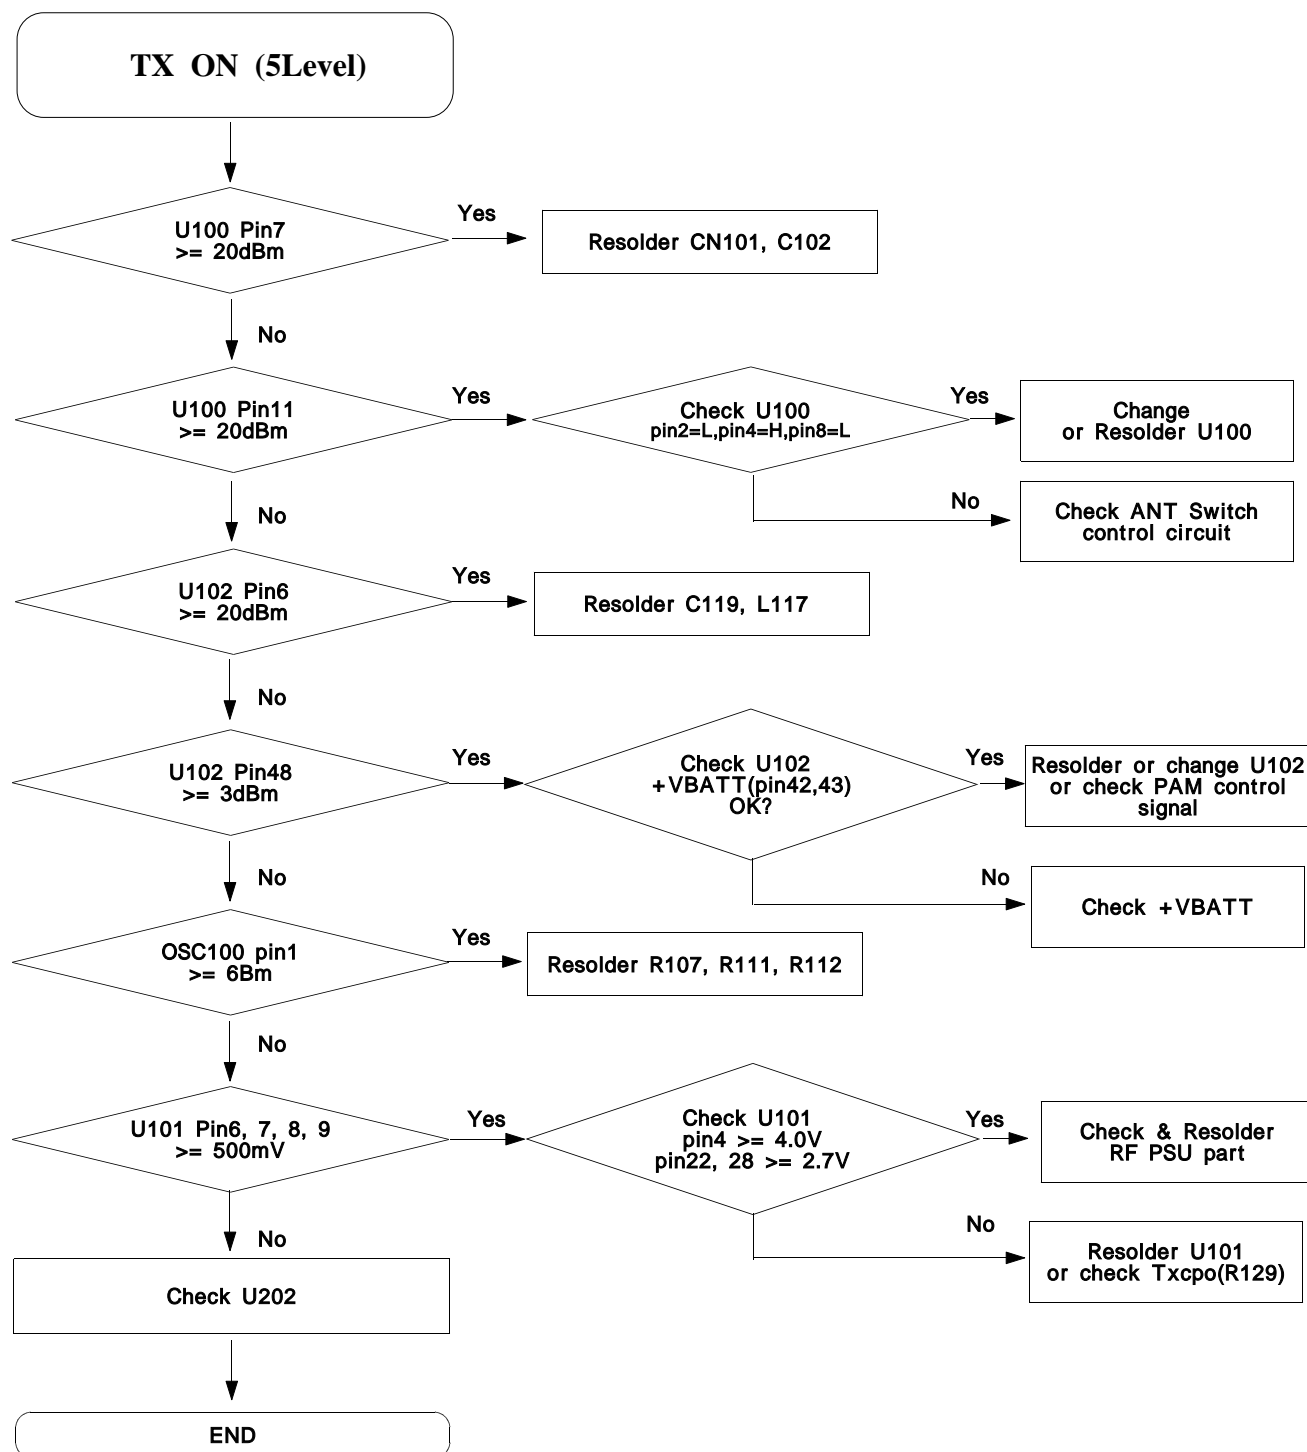 TX ON (5Level)
U100 Pin7
>= 20dBm
Yes
Resolder CN101, C102
No
U100 Pin11
>= 20dBm
Yes
Check U100
pin2=L,pin4=H,pin8=L
Yes
Change
or Resolder U100
No
Check ANT Switch
control circuit
No
U102 Pin6
>= 20dBm
Yes
Resolder C119, L117
No
U102 Pin48
>= 3dBm
Yes
Check U102
+VBATT(pin42,43)
OK?
Yes
Resolder or change U102
or check PAM control
signal
No
Check +VBATT
No
OSC100 pin1
>= 6Bm
Yes
Resolder R107, R111, R112
No
U101 Pin6, 7, 8, 9
>= 500mV
Yes
Check U101
pin4 >= 4.0V
pin22, 28 >= 2.7V
Yes
Check & Resolder
RF PSU part
No
Resolder U101
or check Txcpo(R129)
No
Check U202
END